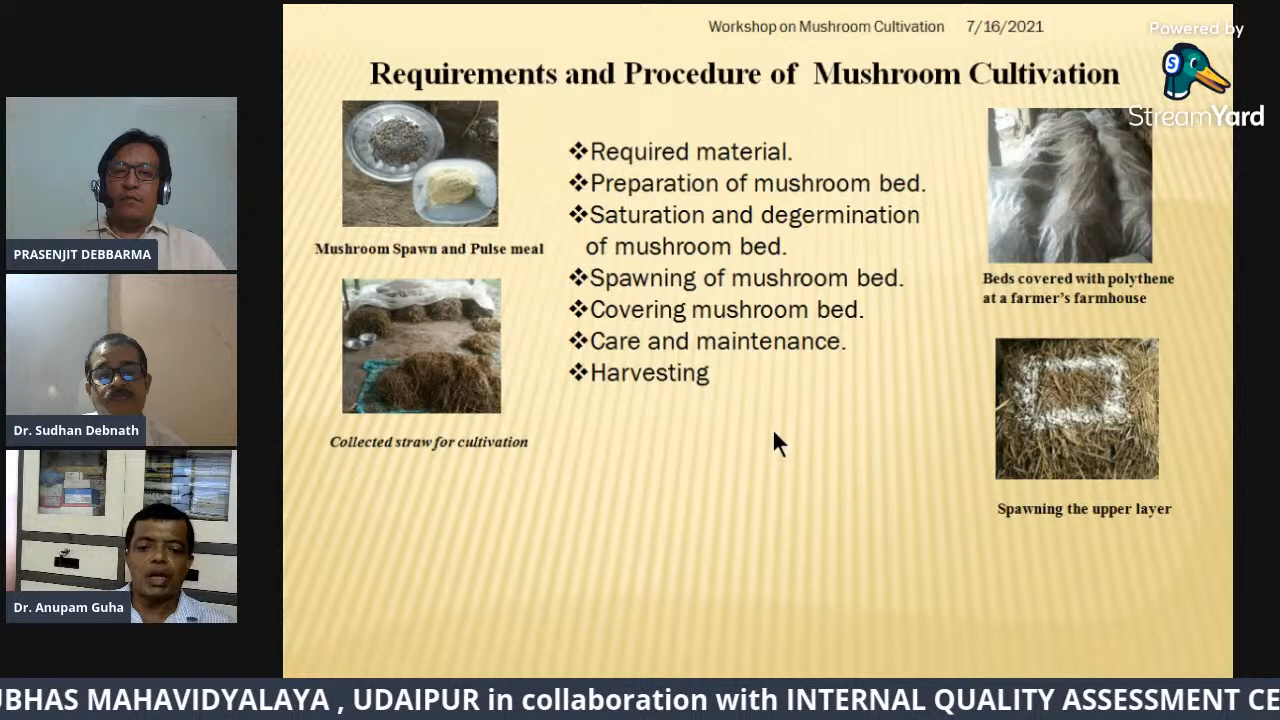 Workshop on Mushroom Cultivation 7/16/2021
Powered by
StreamYard
Requirements and Procedure of Mushroom Cultivation
❖Required material.
❖Preparation of mushroom bed.
❖Saturation and degermination
of mushroom bed.
❖Spawning of mushroom bed.
❖Covering mushroom bed.
❖Care and maintenance.
❖Harvesting
Mushroom Spawn and Pulse meal
Collected straw for cultivation
Beds covered with polythene
at a farmer's farmhouse
Spawning the upper layer
PRASENJIT DEBBARMA
Dr. Sudhan Debnath
Dr. Anupam Guha
UBHAS MAHAVIDYALAYA , UDAIPUR in collaboration with INTERNAL QUALITY ASSESSMENT CE